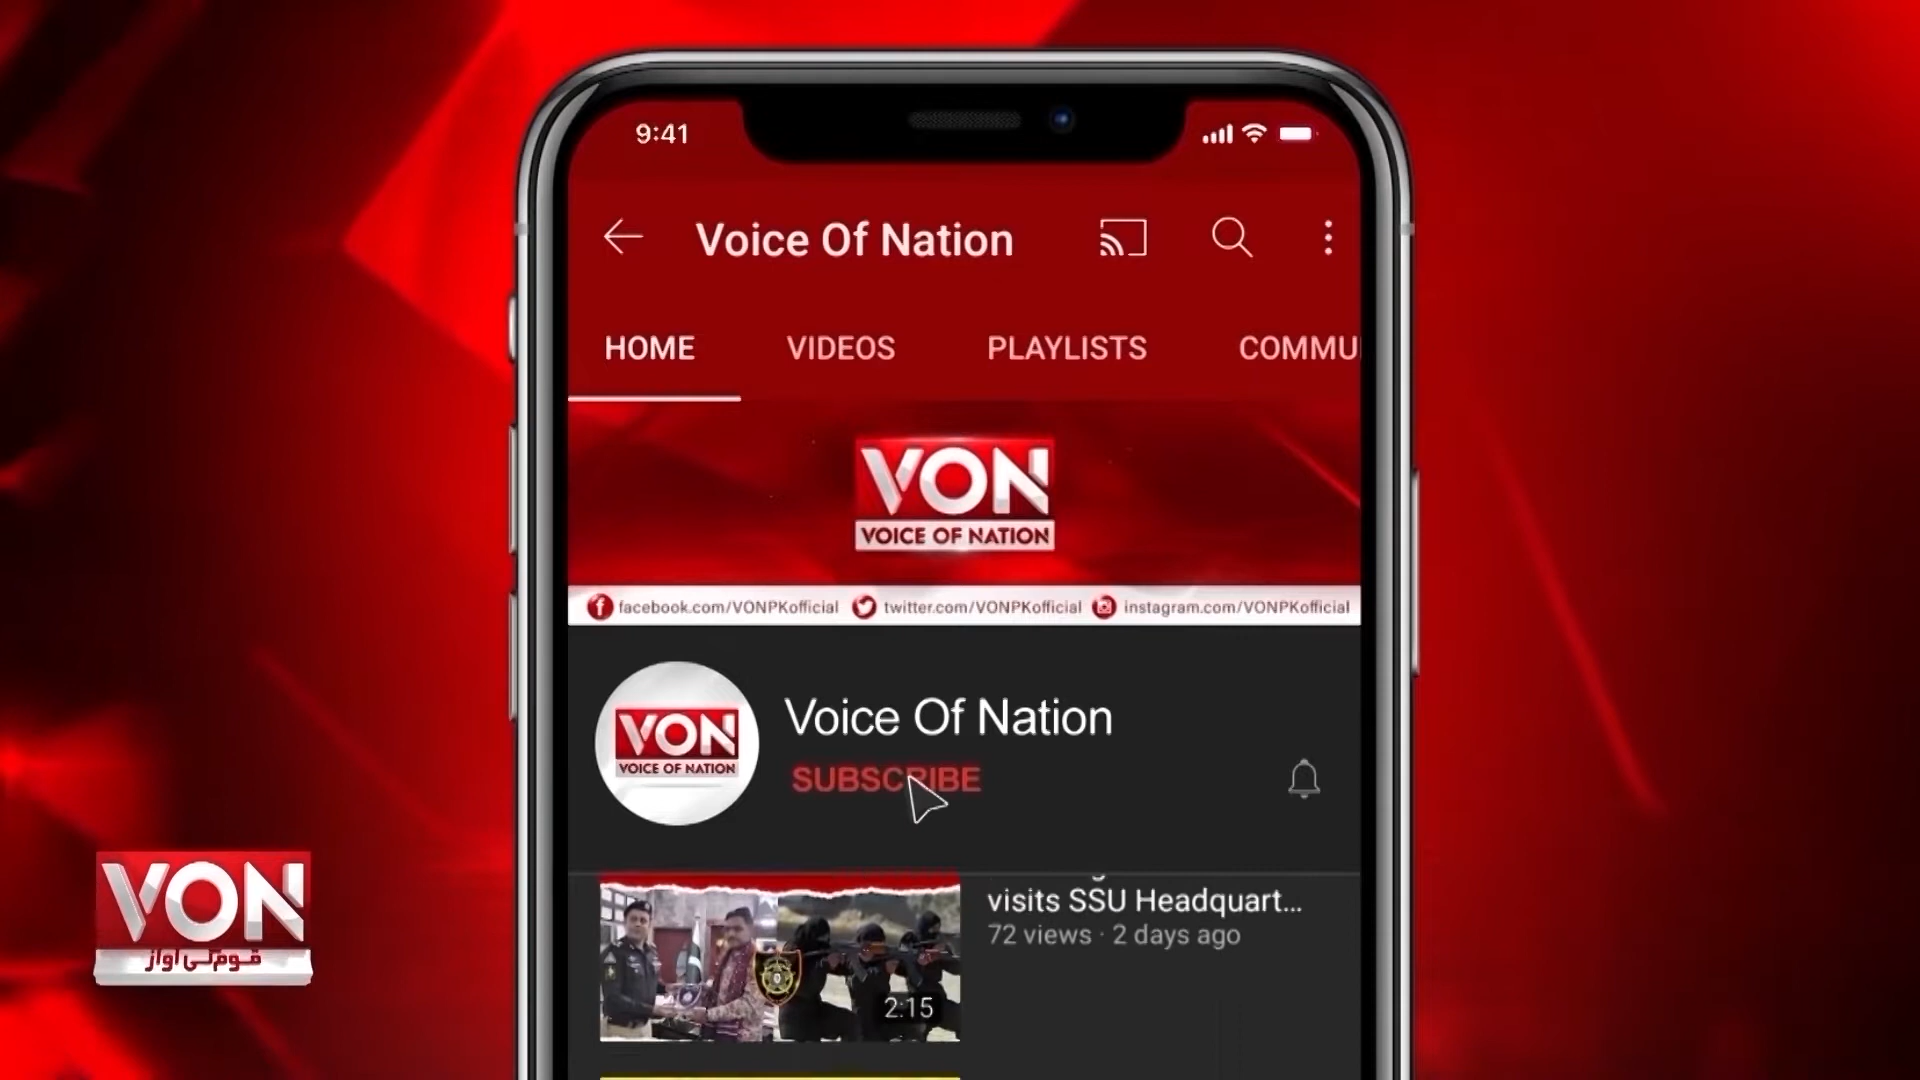 9:41
Voice Of Nation
HOME VIDEOS PLAYLISTS COMMU
VON
VOICE OF NATION
facebook.com/VONPKofficial twitter.com/VONPKofficial instagram.com/VONPKofficial
VON
VOICE OF NATION
Voice Of Nation
SUBSCRIBE
visits SSU Headquart...
72 views · 2 days ago
2:15
VON
قوم کی آواز